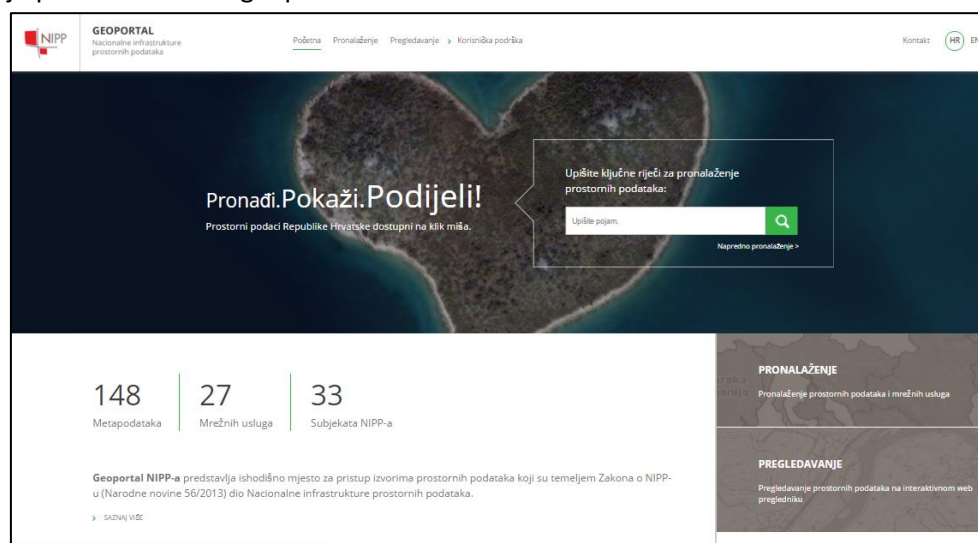 NIPP
GEOPORTAL
Nacionalne infrastrukture
prostornih podataka
Početna Pronalaženje Pregledavanje Korisnička podrška
Kontakt HR EN
Pronađi.Pokaži.Podijeli!
Prostorni podaci Republike Hrvatske dostupni na klik miša.
Upišite ključne riječi za pronalaženje
prostornih podataka:
Upišite pojam.
Napredno pronalaženje >
148
Metapodataka
27
Mrežnih usluga
33
Subjekata NIPP-a
Geoportal NIPP-a predstavlja ishodišno mjesto za pristup izvorima prostornih podataka koji su temeljem Zakona o NIPP-
u (Narodne novine 56/2013) dio Nacionalne infrastrukture prostornih podataka.
SAZNAJ VIŠE
PRONALAŽENJE
Pronalaženje prostornih podataka i mrežnih usluga
PREGLEDAVANJE
Pregledavanje prostornih podataka na interaktivnom web
pregledniku